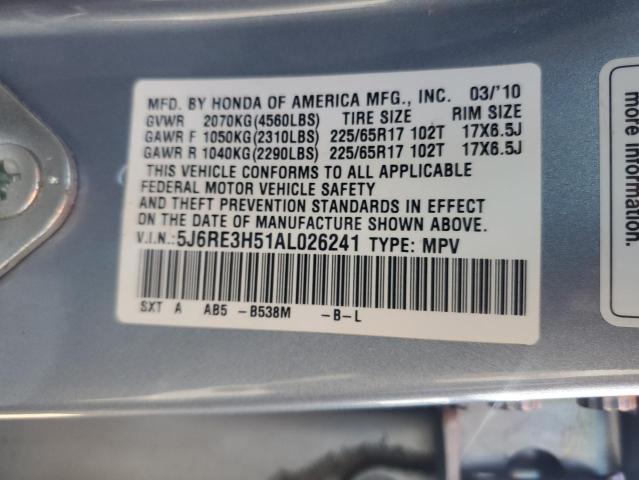 MFD. BY HONDA OF AMERICA MFG., INC. 03/'10
GVWR 2070KG(4560LBS) TIRE SIZE RIM SIZE
GAWR F 1050KG(2310LBS) 225/65R17 102T 17X6.5J
GAWR R 1040KG(2290LBS) 225/65R17 102T 17X6.5J
THIS VEHICLE CONFORMS TO ALL APPLICABLE
FEDERAL MOTOR VEHICLE SAFETY
AND THEFT PREVENTION STANDARDS IN EFFECT
ON THE DATE OF MANUFACTURE SHOWN ABOVE.
V.I.N.:5J6RE3H51AL026241 TYPE: MPV
SXT A AB5 -B538M -B-L
more information.